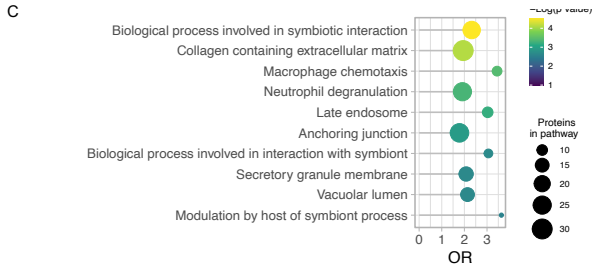 C
−Log(p value)
Biological process involved in symbiotic interaction
Collagen containing extracellular matrix
Macrophage chemotaxis
Neutrophil degranulation
Late endosome
Anchoring junction
Biological process involved in interaction with symbiont
Secretory granule membrane
Vacuolar lumen
Modulation by host of symbiont process
0 1 2 3
OR
4
3
2
1
Proteins
in pathway
10
15
20
25
30